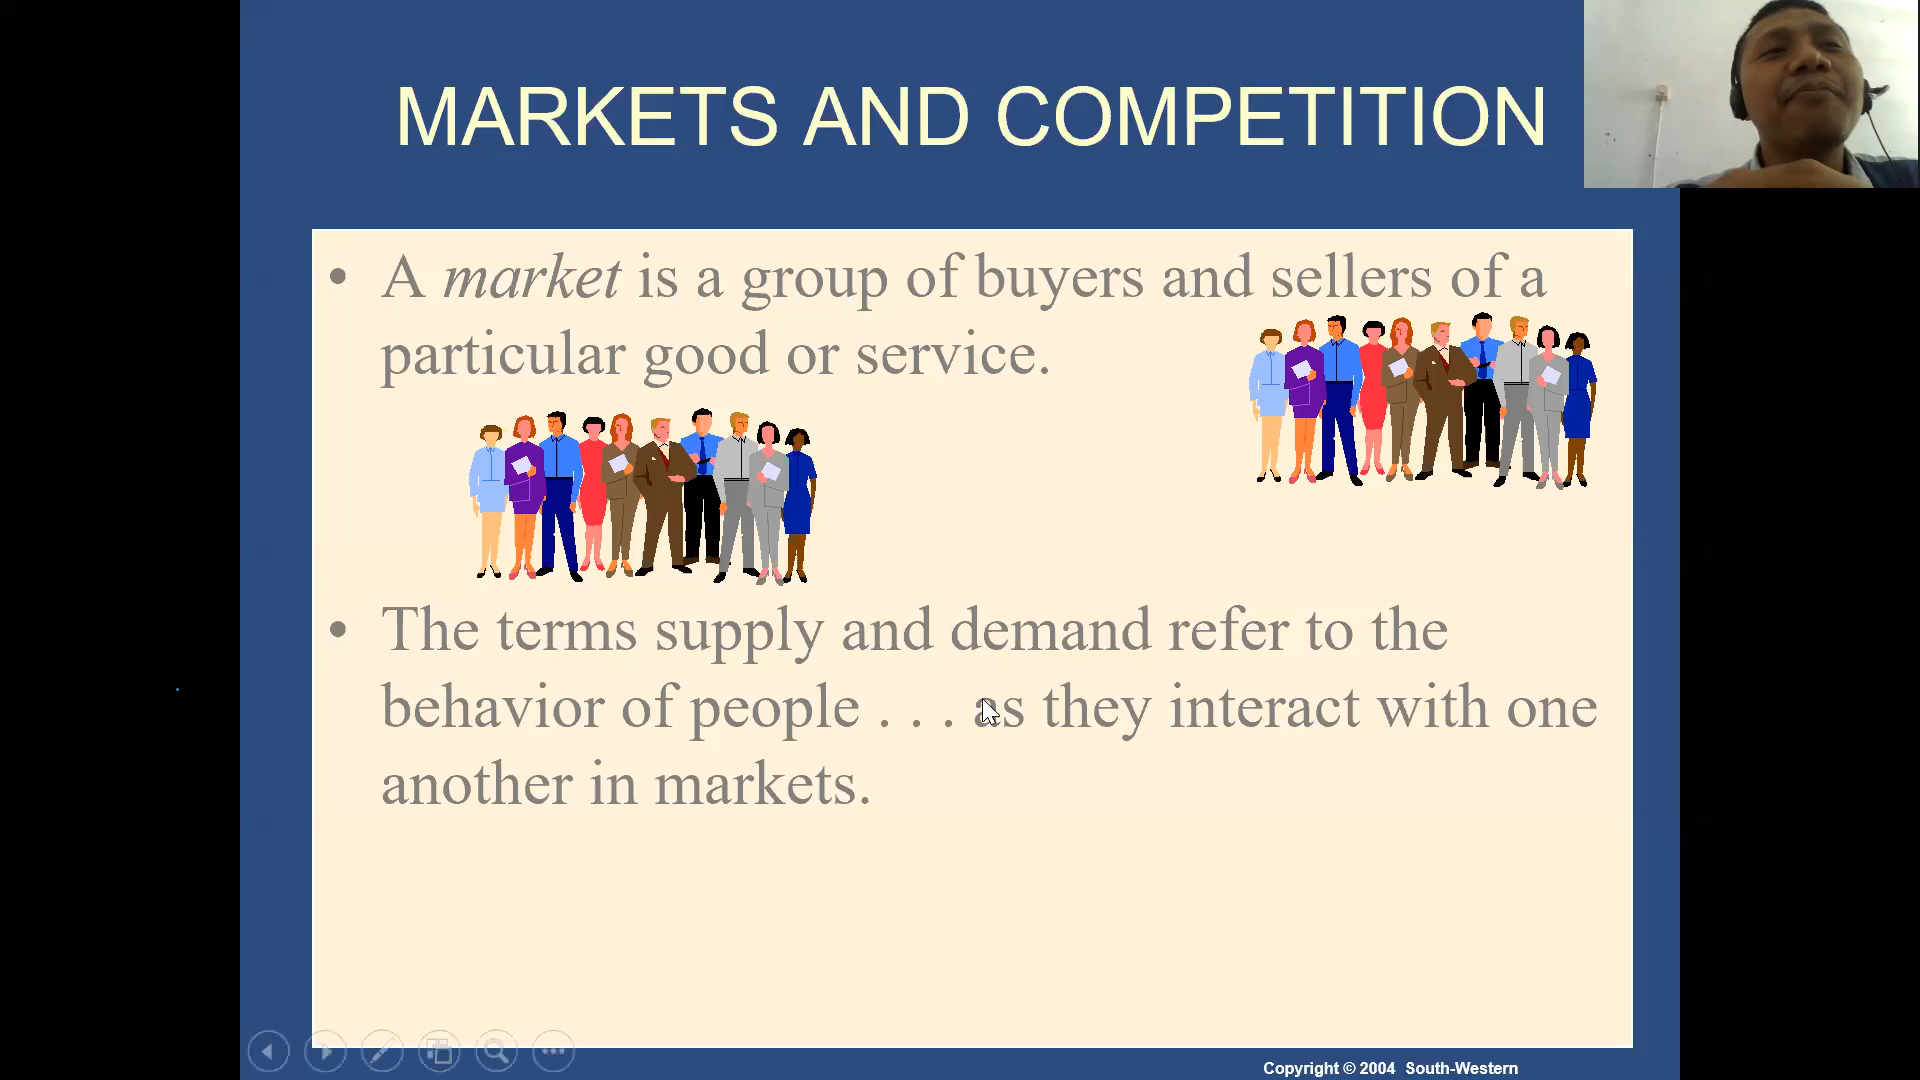 MARKETS AND COMPETITION
• A market is a group of buyers and sellers of a
particular good or service.
• The terms supply and demand refer to the
behavior of people . . . as they interact with one
another in markets.
Copyright © 2004 South-Western